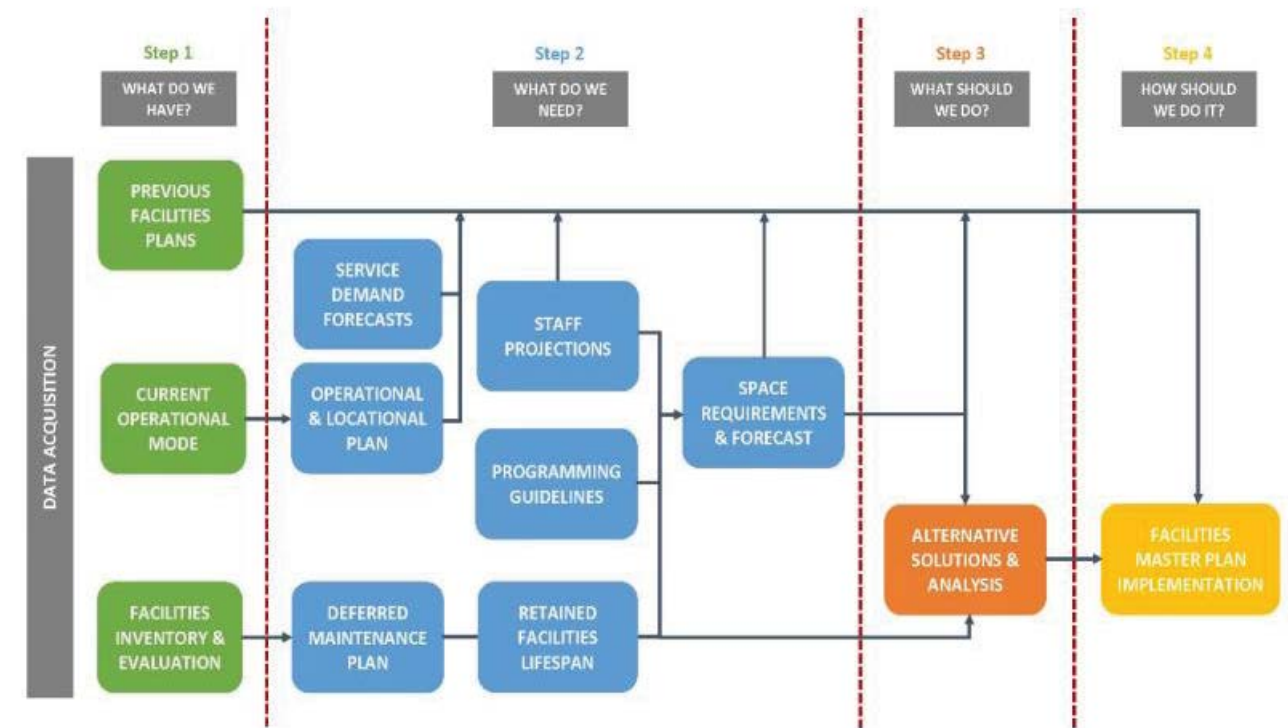 Step 1
WHAT DO WE
HAVE?
Step 2
WHAT DO WE
NEED?
Step 3
WHAT SHOULD
WE DO?
Step 4
HOW SHOULD
WE DO IT?
DATA ACQUISITION
PREVIOUS
FACILITIES
PLANS
SERVICE
DEMAND
FORECASTS
STAFF
PROJECTIONS
CURRENT
OPERATIONAL
MODE
OPERATIONAL
& LOCATIONAL
PLAN
SPACE
REQUIREMENTS
& FORECAST
PROGRAMMING
GUIDELINES
ALTERNATIVE
SOLUTIONS &
ANALYSIS
FACILITIES
MASTER PLAN
IMPLEMENTATION
FACILITIES
INVENTORY &
EVALUATION
DEFERRED
MAINTENANCE
PLAN
RETAINED
FACILITIES
LIFESPAN